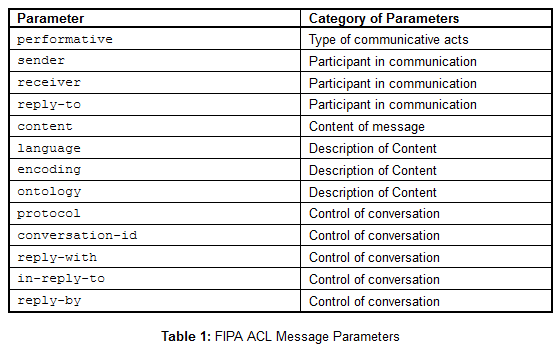 Parameter Category of Parameters
performative Type of communicative acts
sender Participant in communication
receiver Participant in communication
reply-to Participant in communication
content Content of message
language Description of Content
encoding Description of Content
ontology Description of Content
protocol Control of conversation
conversation-id Control of conversation
reply-with Control of conversation
in-reply-to Control of conversation
reply-by Control of conversation
Table 1: FIPA ACL Message Parameters